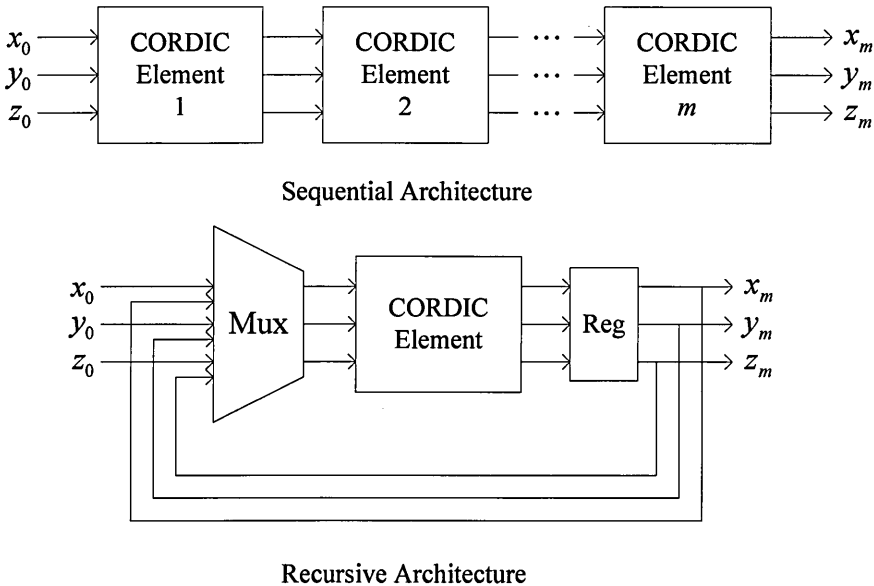 x₀ CORDIC CORDIC ··· CORDIC xₘ
y₀ Element Element ··· Element yₘ
z₀ 1 2 ··· m zₘ
Sequential Architecture
x₀ CORDIC xₘ
y₀ Mux Element Reg yₘ
z₀ zₘ
Recursive Architecture